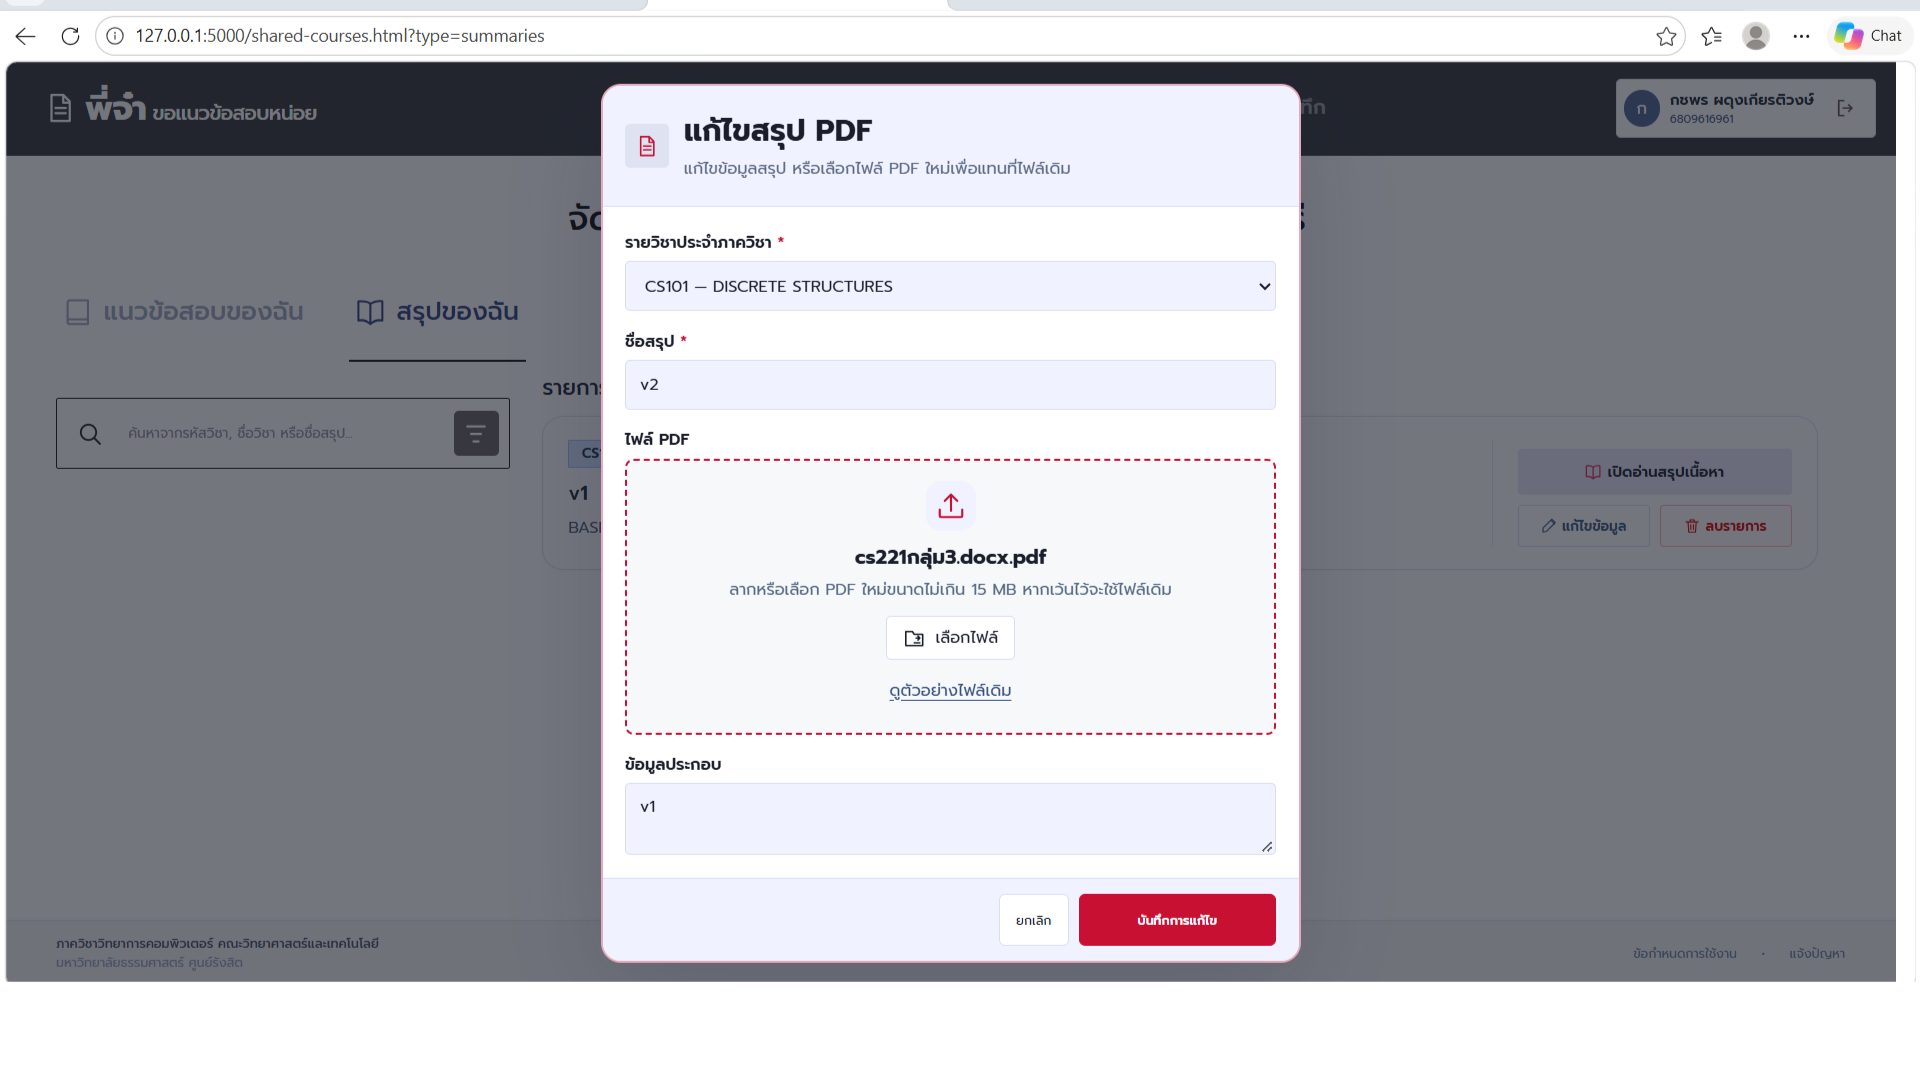 127.0.0.1:5000/shared-courses.html?type=summaries
Chat
พี่จ๋า ขอแนวข้อสอบหน่อย
กชพร ผดุงเกียรติวงษ์
6809616961
ก
แนวข้อสอบของฉัน
สรุปของฉัน
ค้นหาจากรหัสวิชา, ชื่อวิชา หรือชื่อสรุป...
v1
เปิดอ่านสรุปเนื้อหา
แก้ไขข้อมูล
ลบรายการ
แก้ไขสรุป PDF
แก้ไขข้อมูลสรุป หรือเลือกไฟล์ PDF ใหม่เพื่อแทนที่ไฟล์เดิม
รายวิชาประจำภาควิชา *
CS101 — DISCRETE STRUCTURES
ชื่อสรุป *
v2
ไฟล์ PDF
cs221กลุ่ม3.docx.pdf
ลากหรือเลือก PDF ใหม่ขนาดไม่เกิน 15 MB หากเว้นไว้จะใช้ไฟล์เดิม
เลือกไฟล์
ดูตัวอย่างไฟล์เดิม
ข้อมูลประกอบ
v1
ยกเลิก
บันทึกการแก้ไข
ภาควิชาวิทยาการคอมพิวเตอร์ คณะวิทยาศาสตร์และเทคโนโลยี
มหาวิทยาลัยธรรมศาสตร์ ศูนย์รังสิต
ข้อกำหนดการใช้งาน · แจ้งปัญหา